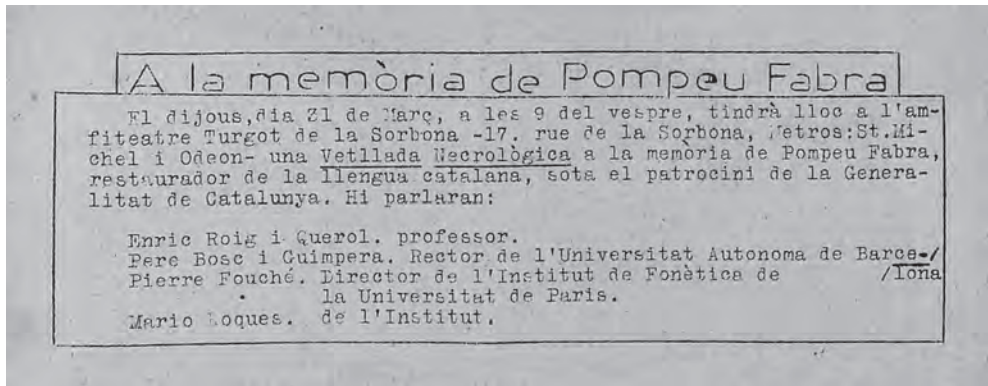 A la memòria de Pompeu Fabra
El dijous,dia 21 de Març, a les 9 del vespre, tindrà lloc a l'am-
fiteatre Turgot de la Sorbona -17. rue de la Sorbona, Metros:St.Mi-
chel i Odeon- una Vetllada Necrològica a la memòria de Pompeu Fabra,
restaurador de la llengua catalana, sota el patrocini de la Genera-
litat de Catalunya. Hi parlaran:
Enric Roig i Querol. professor.
Pere Bosc i Guimpera. Rector de l'Universitat Autonoma de Barce-/
Pierre Fouché. Director de l'Institut de Fonètica de /lona
la Universitat de Paris.
Mario Roques. de l'Institut.